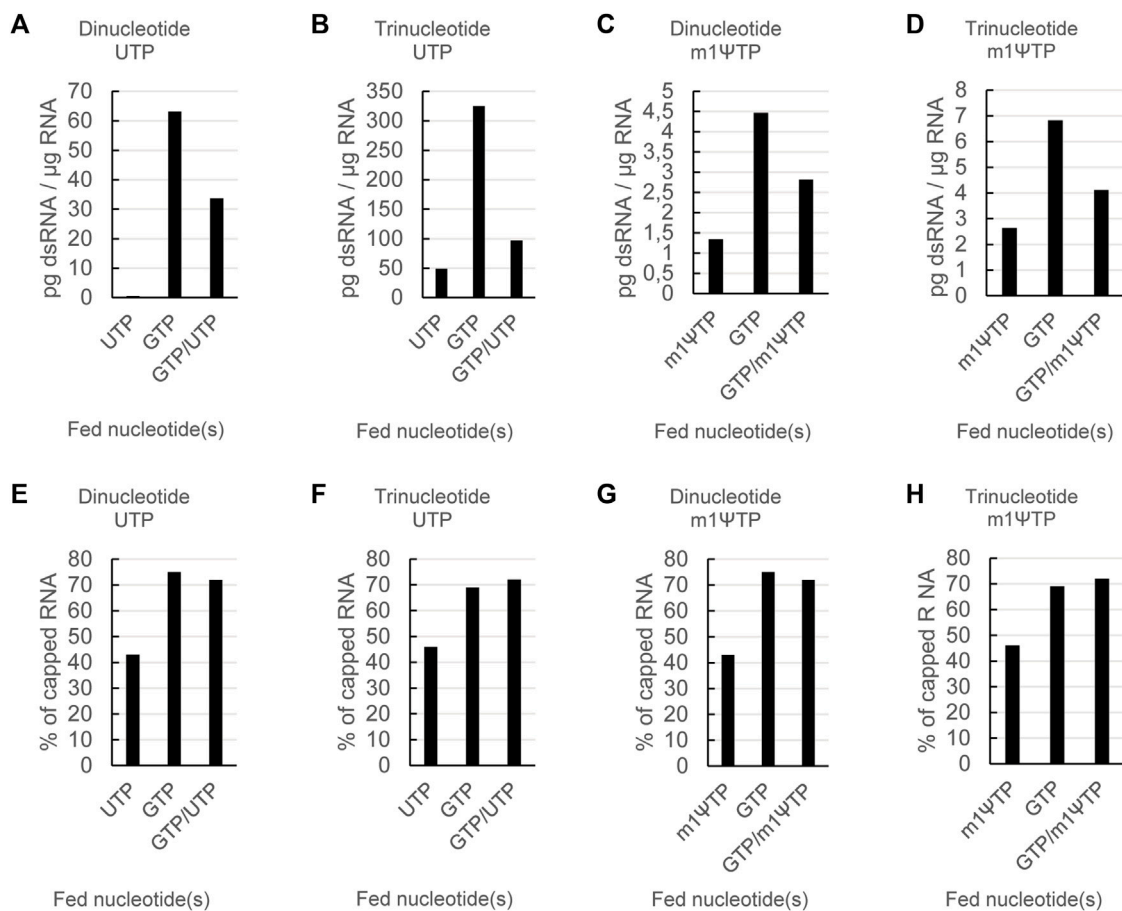 A
Dinucleotide
UTP
pg dsRNA / µg RNA
70
60
50
40
30
20
10
0
UTP
GTP
GTP/UTP
Fed nucleotide(s)
B
Trinucleotide
UTP
pg dsRNA / µg RNA
350
300
250
200
150
100
50
0
UTP
GTP
GTP/UTP
Fed nucleotide(s)
C
Dinucleotide
m1ΨTP
pg dsRNA / µg RNA
5
4,5
4
3,5
3
2,5
2
1,5
1
0,5
0
m1ΨTP
GTP
GTP/m1ΨTP
Fed nucleotide(s)
D
Trinucleotide
m1ΨTP
pg dsRNA / µg RNA
8
7
6
5
4
3
2
1
0
m1ΨTP
GTP
GTP/m1ΨTP
Fed nucleotide(s)
E
Dinucleotide
UTP
% of capped RNA
80
70
60
50
40
30
20
10
0
UTP
GTP
GTP/UTP
Fed nucleotide(s)
F
Trinucleotide
UTP
% of capped RNA
80
70
60
50
40
30
20
10
0
UTP
GTP
GTP/UTP
Fed nucleotide(s)
G
Dinucleotide
m1ΨTP
% of capped RNA
80
70
60
50
40
30
20
10
0
m1ΨTP
GTP
GTP/m1ΨTP
Fed nucleotide(s)
H
Trinucleotide
m1ΨTP
% of capped R NA
80
70
60
50
40
30
20
10
0
m1ΨTP
GTP
GTP/m1ΨTP
Fed nucleotide(s)